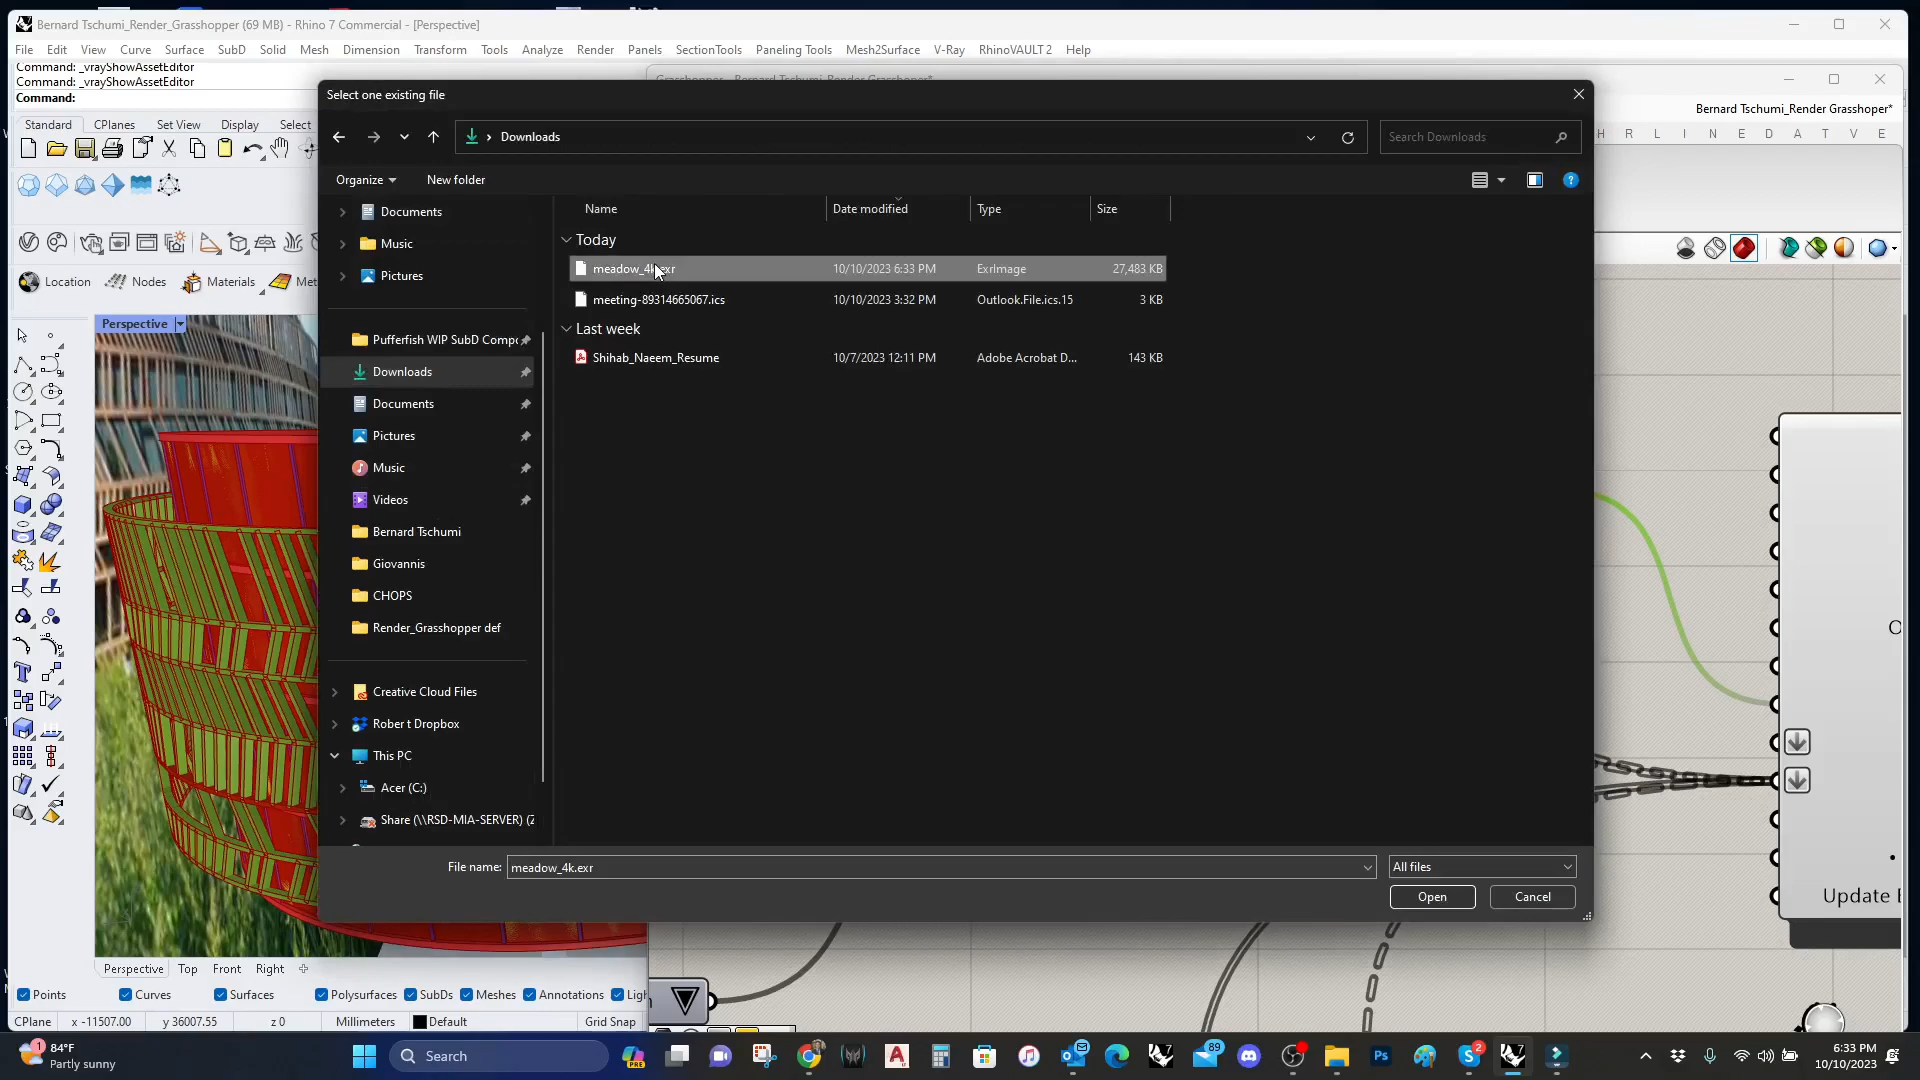 Bernard Tschumi_Render_Grasshopper (69 MB) - Rhino 7 Commercial - [Perspective]
File Edit View Curve Surface SubD Solid Mesh Dimension Transform Tools Analyze Render Panels SectionTools Paneling Tools Mesh2Surface V-Ray RhinoVAULT 2 Help
Command: _vrayShowAssetEditor
Command: _vrayShowAssetEditor
Command:
Select one existing file
Bernard Tschumi_Render Grasshoper*
Standard CPlanes Set View Display Select
Downloads
Search Downloads
H R L I N E D A T V E
Organize
New folder
Name Date modified Type Size
Documents
Music
Pictures
Today
meadow_4k.exr 10/10/2023 6:33 PM ExrImage 27,483 KB
meeting-89314665067.ics 10/10/2023 3:32 PM Outlook.File.ics.15 3 KB
Last week
Shihab_Naeem_Resume 10/7/2023 12:11 PM Adobe Acrobat D... 143 KB
Location Nodes Materials Met
Perspective
Pufferfish WIP SubD Compo
Downloads
Documents
Pictures
Music
Videos
Bernard Tschumi
Giovannis
CHOPS
Render_Grasshopper def
Creative Cloud Files
Rober t Dropbox
This PC
Acer (C:)
Share (\\RSD-MIA-SERVER) (Z
Update
File name: meadow_4k.exr
All files
Open Cancel
Perspective Top Front Right
Points Curves Surfaces Polysurfaces SubDs Meshes Annotations Ligh
CPlane x -11507.00 y 36007.55 z 0 Millimeters Default Grid Snap
84°F
Partly sunny
Search
89
2
6:33 PM
10/10/2023